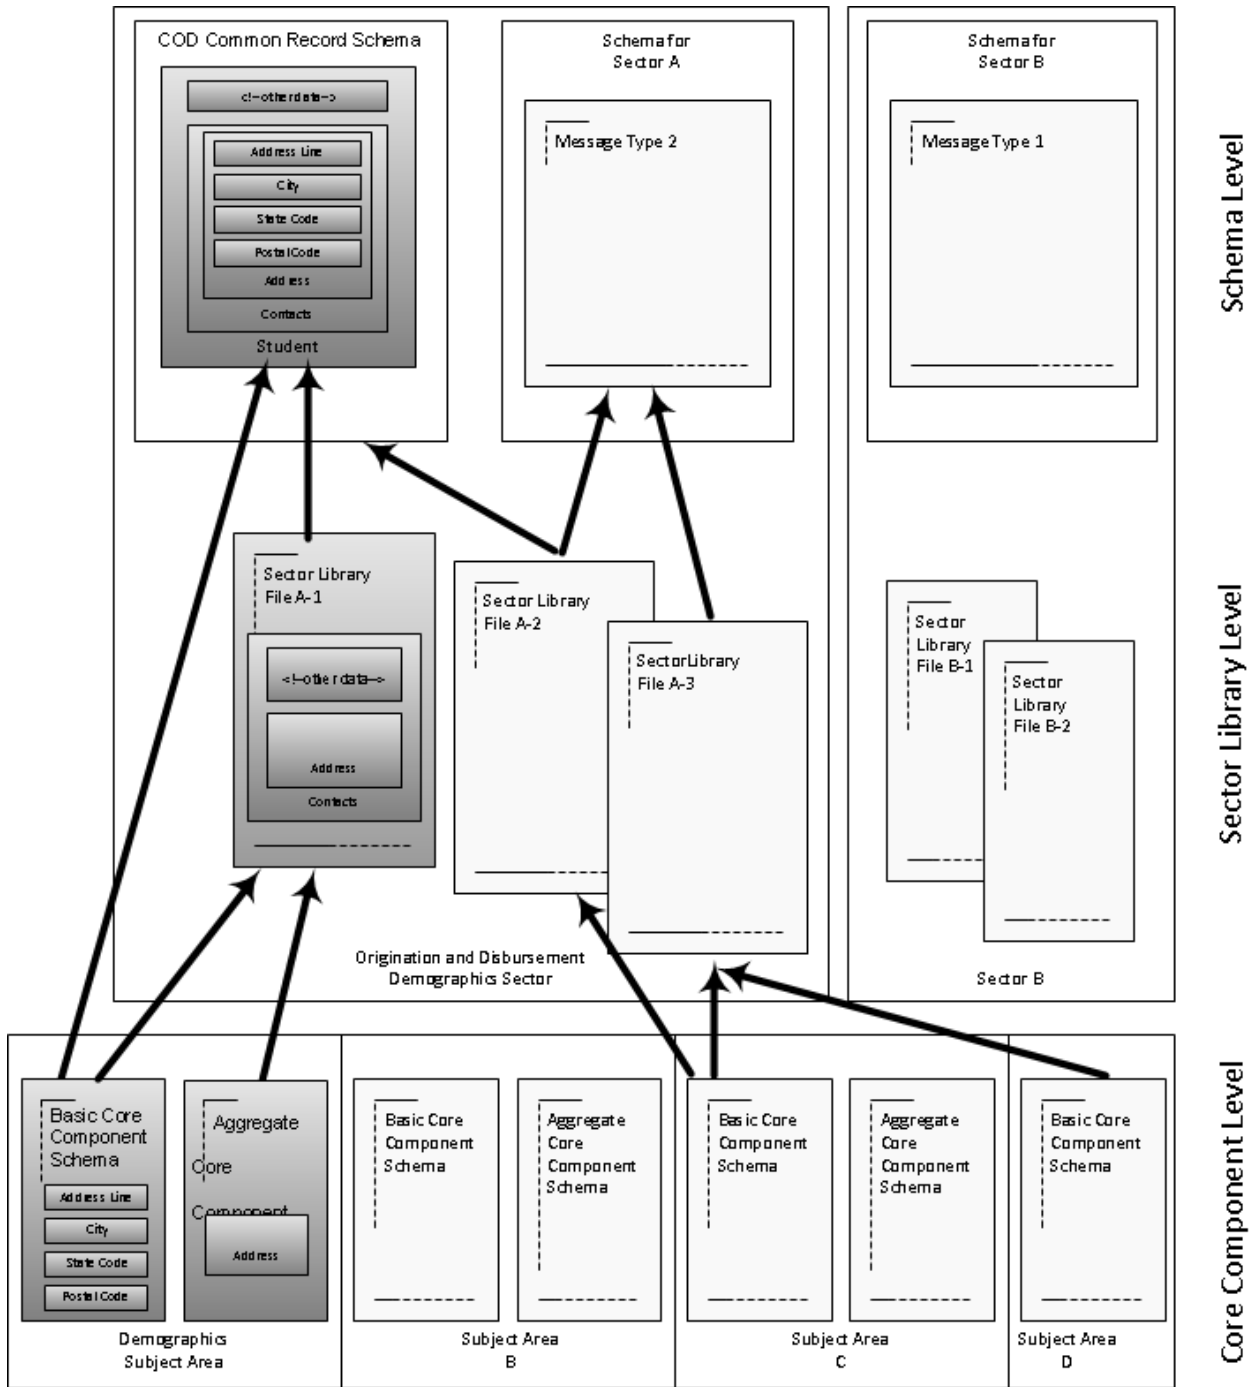 COD Common Record Schema
<!--other data-->
Address Line
City
State Code
Postal Code
Address
Contacts
Student
Schema for
Sector A
Message Type 2
Schema for
Sector B
Message Type 1
Schema Level
Sector Library
File A-1
<!--other data-->
Address
Contacts
Sector Library
File A-2
Sector Library
File A-3
Origination and Disbursement
Demographics Sector
Sector
Library
File B-1
Sector
Library
File B-2
Sector B
Sector Library Level
Basic Core
Component
Schema
Address Line
City
State Code
Postal Code
Aggregate
Core
Component
Address
Demographics
Subject Area
Basic Core
Component
Schema
Aggregate
Core
Component
Schema
Subject Area
B
Basic Core
Component
Schema
Aggregate
Core
Component
Schema
Subject Area
C
Basic Core
Component
Schema
Subject Area
D
Core Component Level